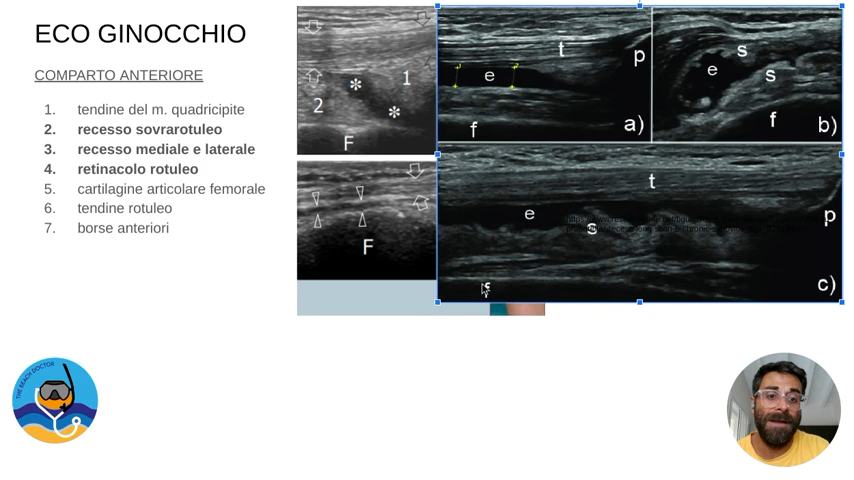 ECO GINOCCHIO
COMPARTO ANTERIORE
1. tendine del m. quadricipite
2. recesso sovrarotuleo
3. recesso mediale e laterale
4. retinacolo rotuleo
5. cartilagine articolare femorale
6. tendine rotuleo
7. borse anteriori
1
2
F
F
t
p
e
f
a)
s
e
s
f
b)
t
e
s
p
c)
THE BEACH DOCTOR